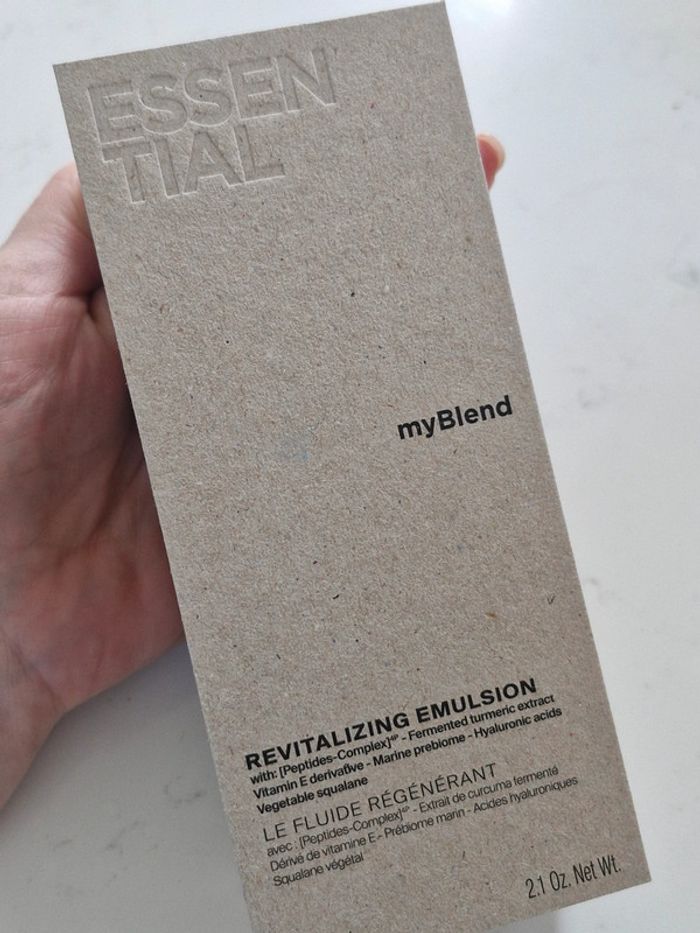 ESSEN
TIAL
myBlend
REVITALIZING EMULSION
with: [Peptides-Complex]⁴ᴾ - Fermented turmeric extract
Vitamin E derivative - Marine prebiome - Hyaluronic acids
Vegetable squalane
LE FLUIDE RÉGÉNÉRANT
avec : [Peptides-Complex]⁴ᴾ - Extrait de curcuma fermenté
Dérivé de vitamine E - Prébiome marin - Acides hyaluroniques
Squalane végétal
2.1 Oz. Net Wt.